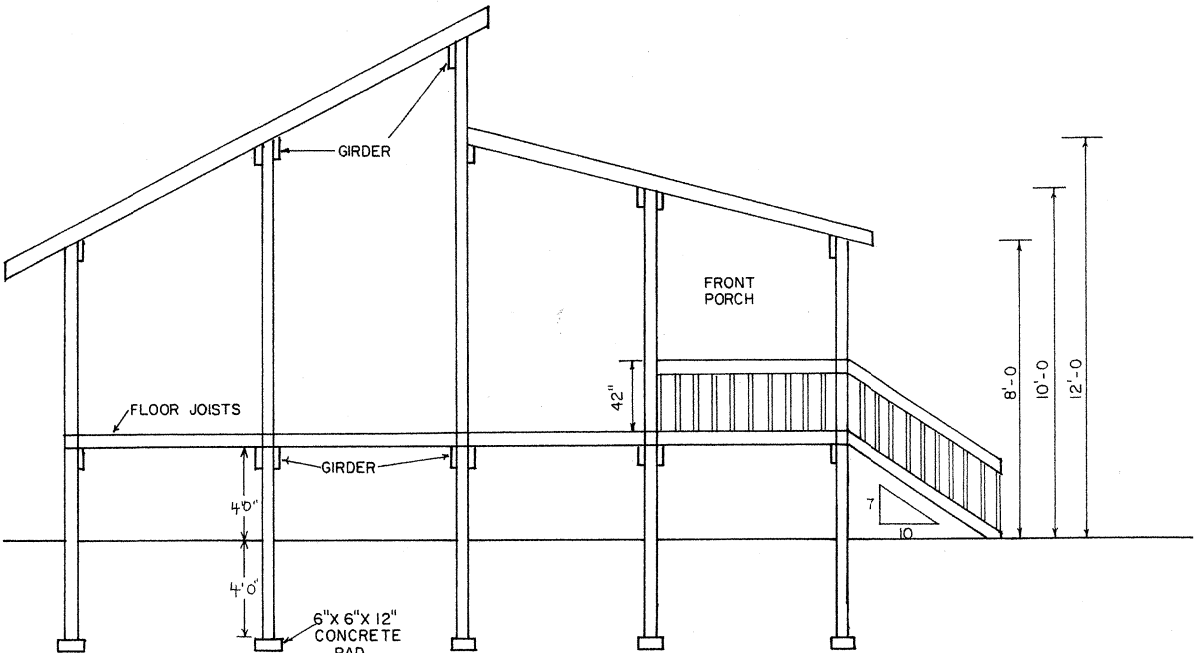 GIRDER
FRONT
PORCH
42"
8'-0
10'-0
12'-0
FLOOR JOISTS
GIRDER
4'0"
7
10
4'0"
6"X 6"X 12"
CONCRETE
PAD